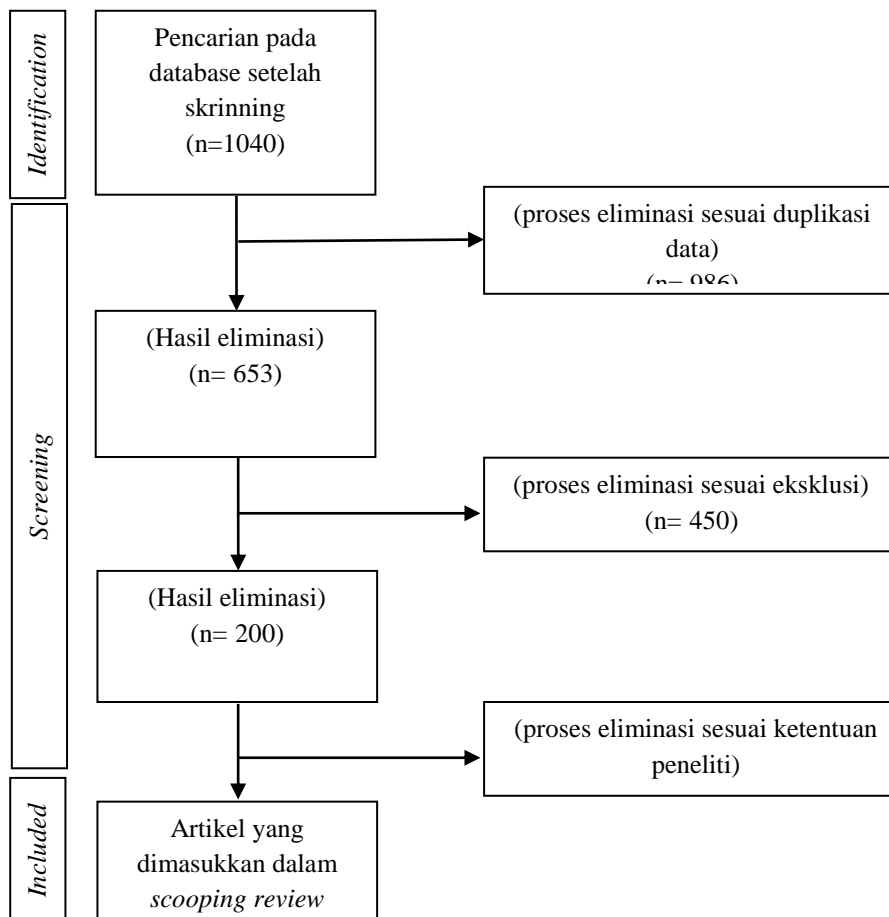 Identification
Pencarian pada
database setelah
skrinning
(n=1040)
Screening
(proses eliminasi sesuai duplikasi
data)
(n= 986)
(Hasil eliminasi)
(n= 653)
(proses eliminasi sesuai eksklusi)
(n= 450)
(Hasil eliminasi)
(n= 200)
(proses eliminasi sesuai ketentuan
peneliti)
Included
Artikel yang
dimasukkan dalam
scooping review